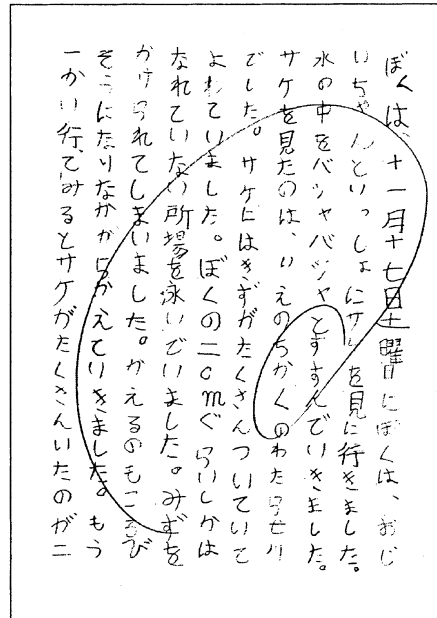 ぼくは、十一月十七日土曜日にぼくは、おじ
いちゃんといっしょにサケを見に行きました。
水の中をバシャバシャとすすんでいきました。
サケを見たのは、いえのちかくのわたらせ川
でした。サケにはきずがたくさんついていて
よわっていました。ぼくの二〇mぐらいしかは
なれていない所場を泳いでいました。みずを
かけられてしまいました。かえるのもころび
そうになりながらかえていきました。もう
一かい行てみるとサケがたくさんいたのが二